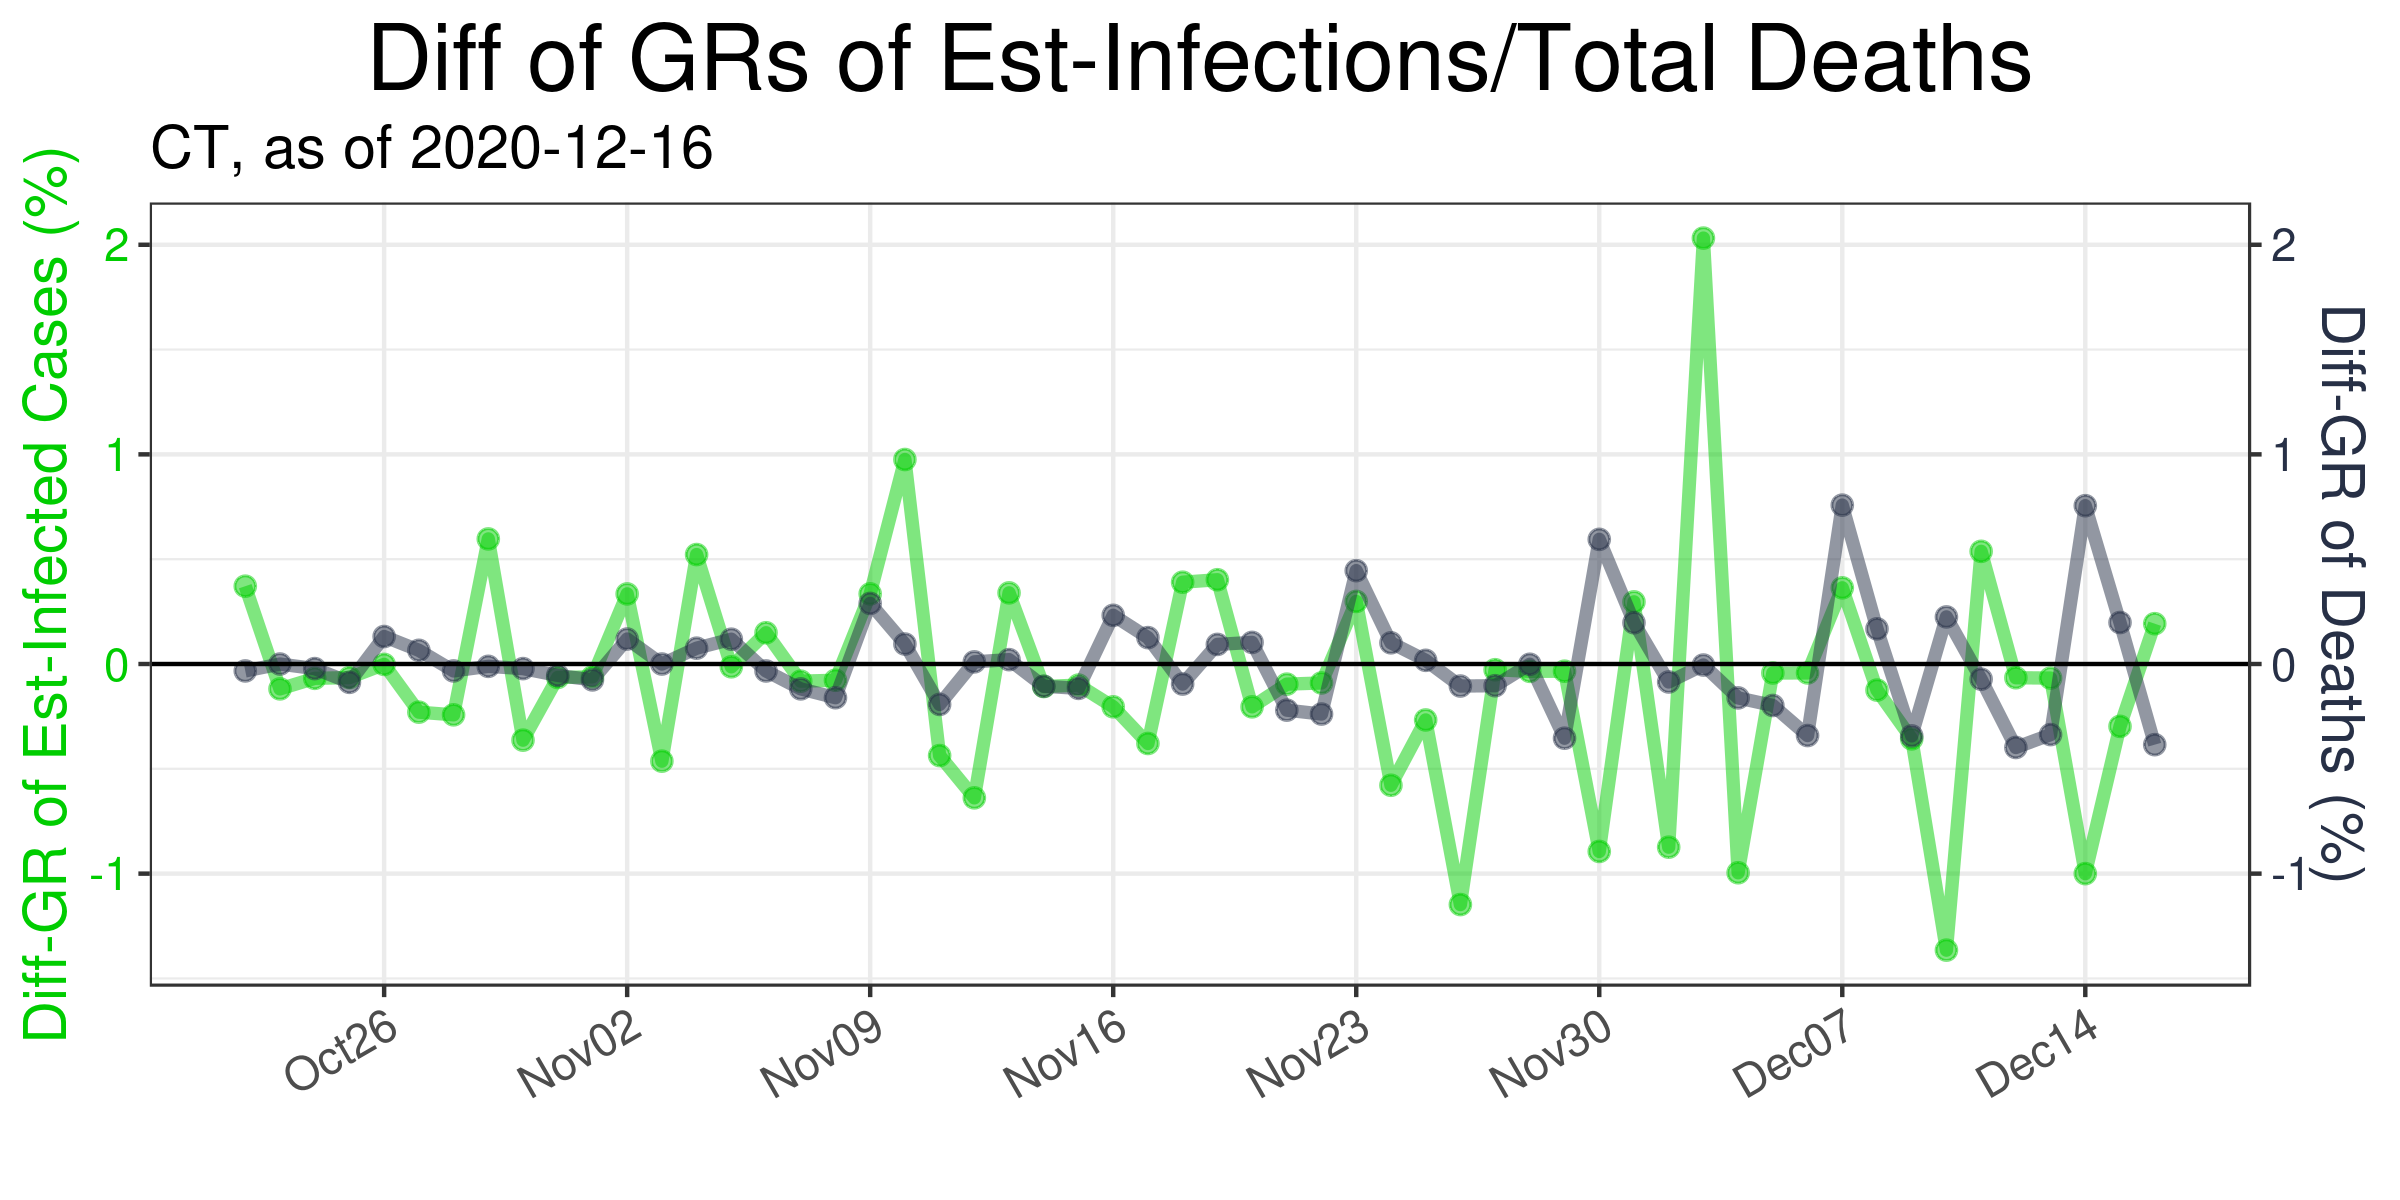 Diff of GRs of Est-Infections/Total Deaths
CT, as of 2020-12-16
Diff-GR of Est-Infected Cases (%)
2
1
0
-1
2
1
0
-1
Diff-GR of Deaths (%)
Oct26
Nov02
Nov09
Nov16
Nov23
Nov30
Dec07
Dec14